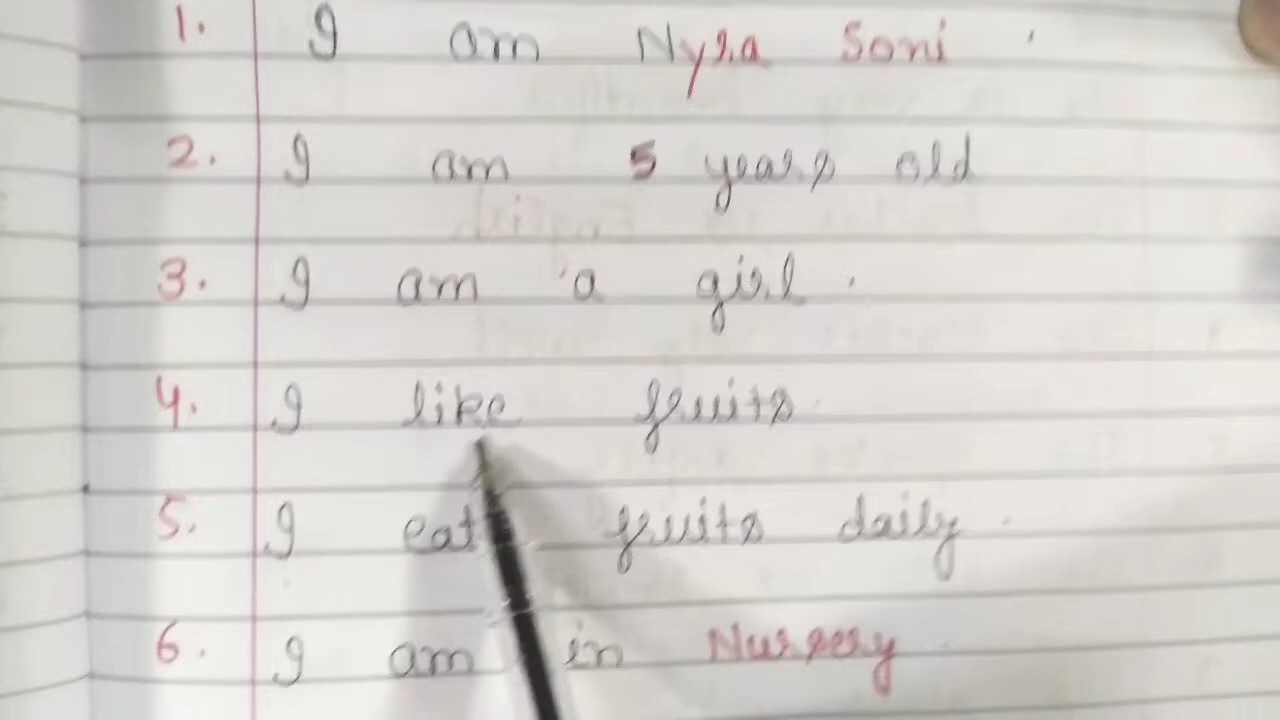 1. I am Nyra Soni .
2. I am 5 years old
3. I am a girl .
4. I like fruits.
5. I eat fruits daily .
6. I am in Nursery .